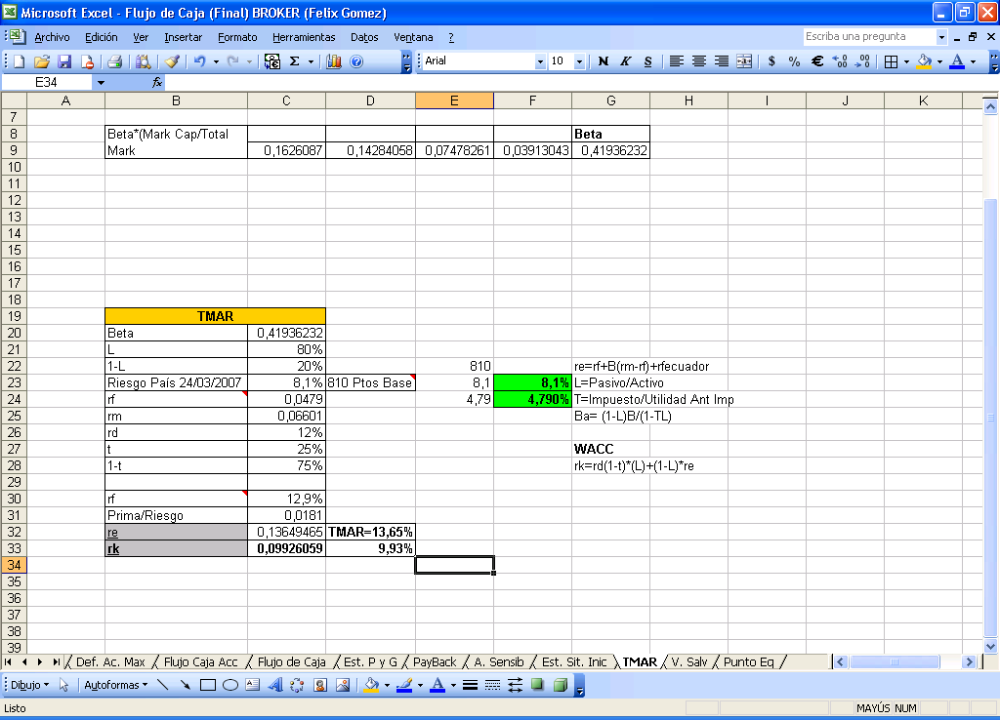 Microsoft Excel - Flujo de Caja (Final) BROKER (Felix Gomez)
Archivo Edición Ver Insertar Formato Herramientas Datos Ventana ?
Escriba una pregunta
Arial 10 N K S
E34 fx
A B C D E F G H I J K
7
8 Beta*(Mark Cap/Total Beta
9 Mark 0,1626087 0,14284058 0,07478261 0,03913043 0,41936232
10
11
12
13
14
15
16
17
18
19 TMAR
20 Beta 0,41936232
21 L 80%
22 1-L 20% 810 re=rf+B(rm-rf)+rfecuador
23 Riesgo País 24/03/2007 8,1% 810 Ptos Base 8,1 8,1% L=Pasivo/Activo
24 rf 0,0479 4,79 4,790% T=Impuesto/Utilidad Ant Imp
25 rm 0,06601 Ba= (1-L)B/(1-TL)
26 rd 12%
27 t 25% WACC
28 1-t 75% rk=rd(1-t)*(L)+(1-L)*re
29
30 rf 12,9%
31 Prima/Riesgo 0,0181
32 re 0,13649465 TMAR=13,65%
33 rk 0,09926059 9,93%
34
35
36
37
38
39
Def. Ac. Max Flujo Caja Acc Flujo de Caja Est. P y G PayBack A. Sensib Est. Sit. Inic TMAR V. Salv Punto Eq
Dibujo Autoformas
Listo MAYÚS NUM